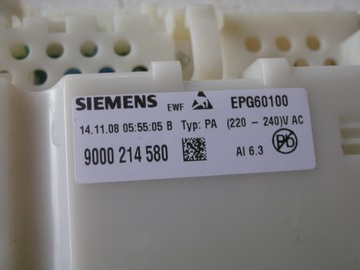 SIEMENS EWF EPG60100
14.11.08 05:55:05 B Typ: PA (220 - 240)V AC
9000 214 580 AI 6.3
Pb